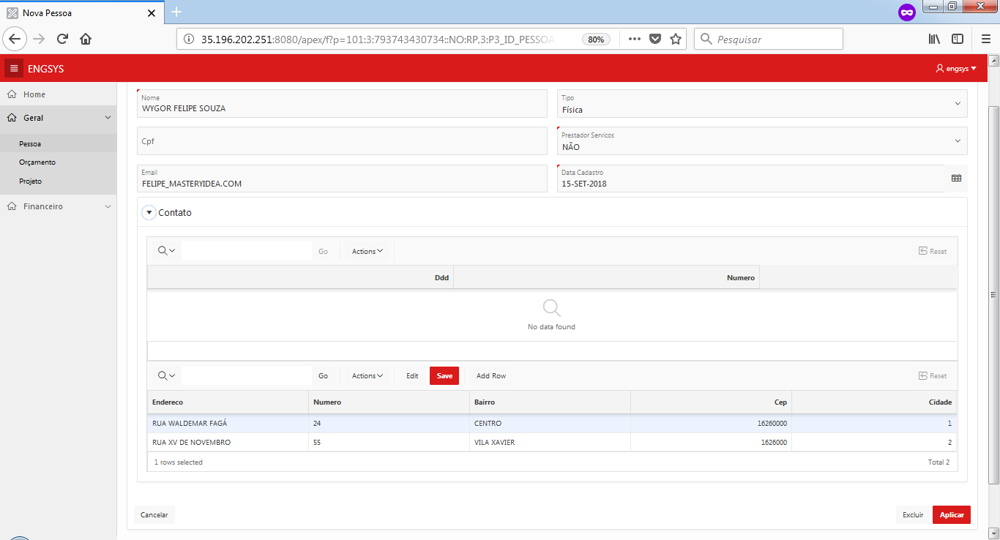 Nova Pessoa
35.196.202.251:8080/apex/f?p=101:3:793743430734::NO:RP,3:P3_ID_PESSOA
80%
Pesquisar
ENGSYS
engsys
Home
Geral
Pessoa
Orçamento
Projeto
Financeiro
Nome
WYGOR FELIPE SOUZA
Tipo
Física
Cpf
Prestador Servicos
NÃO
Email
FELIPE_MASTERYIDEA.COM
Data Cadastro
15-SET-2018
Contato
Go Actions Reset
Ddd Numero
No data found
Go Actions Edit Save Add Row Reset
Endereco Numero Bairro Cep Cidade
RUA WALDEMAR FAGÁ 24 CENTRO 16260000 1
RUA XV DE NOVEMBRO 55 VILA XAVIER 1626000 2
1 rows selected Total 2
Cancelar Excluir Aplicar